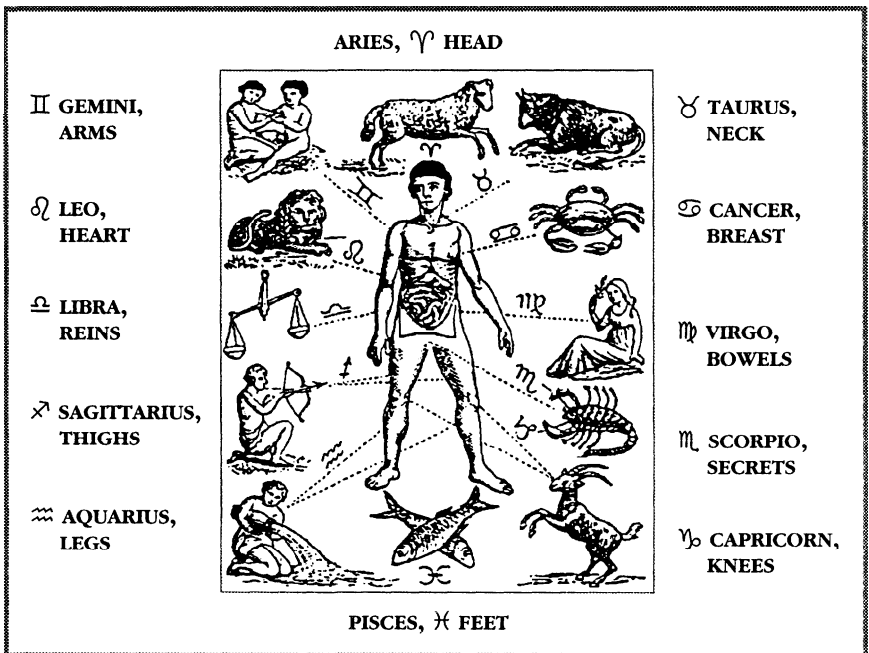 ARIES, ♈ HEAD
♊ GEMINI,
ARMS
♉ TAURUS,
NECK
♌ LEO,
HEART
♋ CANCER,
BREAST
♎ LIBRA,
REINS
♍ VIRGO,
BOWELS
♐ SAGITTARIUS,
THIGHS
♏ SCORPIO,
SECRETS
♒ AQUARIUS,
LEGS
♑ CAPRICORN,
KNEES
♈
♊
♉
♌
♋
♎
♍
♐
♏
♒
♑
♓
PISCES, ♓ FEET